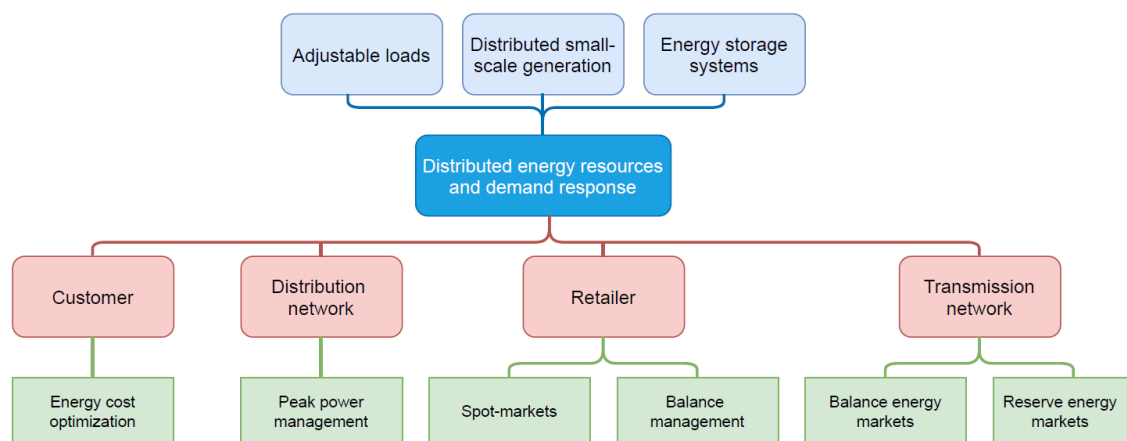 Adjustable loads
Distributed small-
scale generation
Energy storage
systems
Distributed energy resources
and demand response
Customer
Distribution
network
Retailer
Transmission
network
Energy cost
optimization
Peak power
management
Spot-markets
Balance
management
Balance energy
markets
Reserve energy
markets